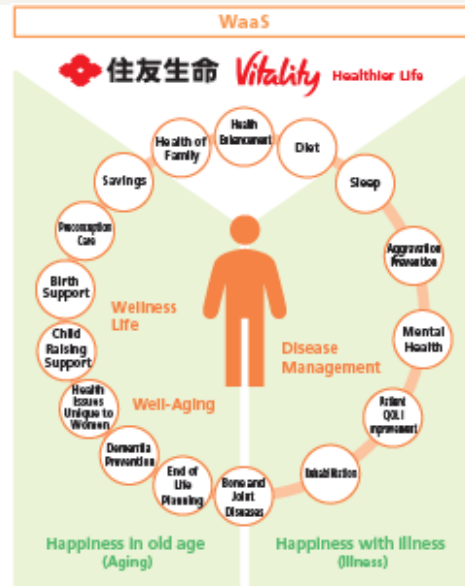 WaaS
住友生命 Vitality Healthier Life
Health
Enhancement
Health of
Family
Diet
Savings
Sleep
Preconception
Care
Aggravation
Prevention
Birth
Support
Wellness
Life
Child
Raising
Support
Disease
Management
Mental
Health
Health
Issues
Unique to
Women
Well-Aging
Patient
QOL I
mprovement
Dementia
Prevention
End of
Life
Planning
Bone and
Joint
Diseases
Rehabilitation
Happiness in old age
(Aging)
Happiness with illness
(Illness)